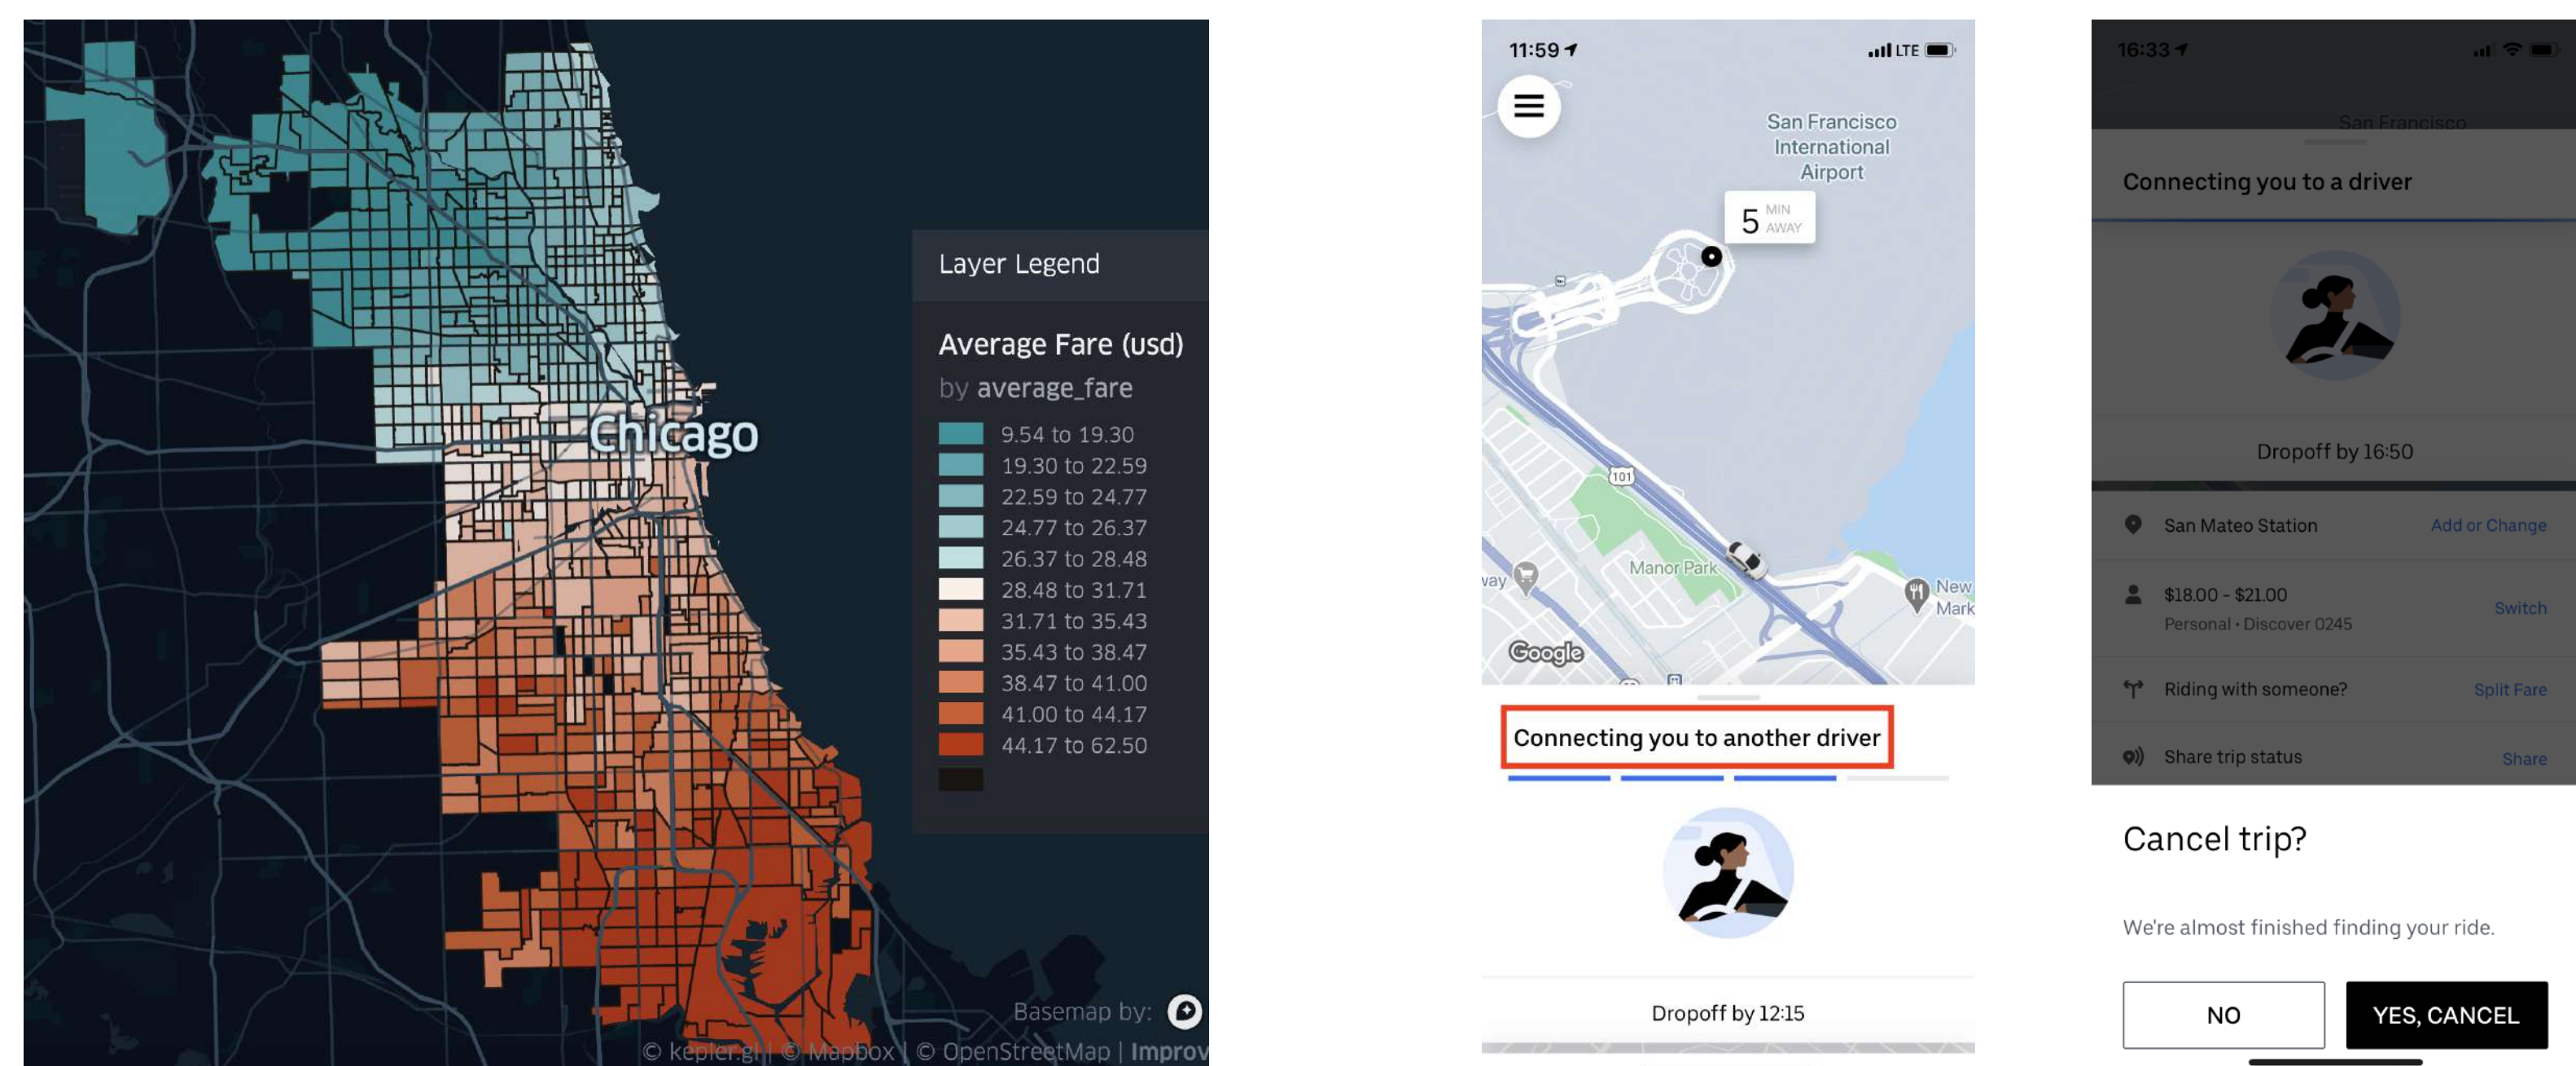 Chicago
Layer Legend
Average Fare (usd)
by average_fare
9.54 to 19.30
19.30 to 22.59
22.59 to 24.77
24.77 to 26.37
26.37 to 28.48
28.48 to 31.71
31.71 to 35.43
35.43 to 38.47
38.47 to 41.00
41.00 to 44.17
44.17 to 62.50
Basemap by:
© kepler.gl | © Mapbox | © OpenStreetMap | Improv
11:59
LTE
San Francisco
International
Airport
5 MIN
AWAY
101
Manor Park
way
New
Mark
Google
Connecting you to another driver
Dropoff by 12:15
16:33
San Francisco
Connecting you to a driver
Dropoff by 16:50
San Mateo Station Add or Change
$18.00 - $21.00
Switch
Personal • Discover 0245
Riding with someone? Split Fare
Share trip status Share
Cancel trip?
We're almost finished finding your ride.
NO YES, CANCEL